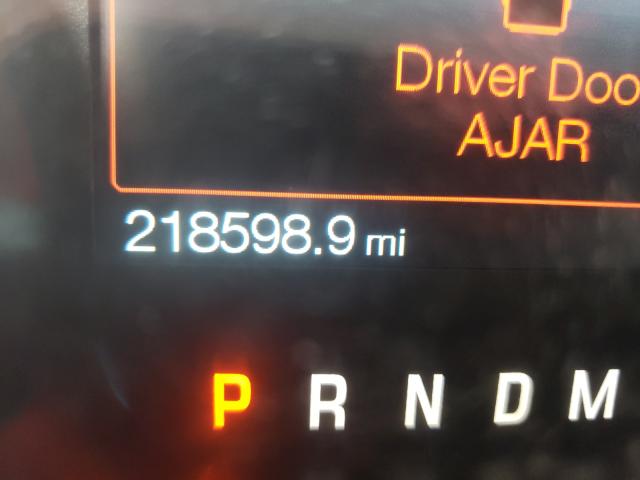 Driver Doo
AJAR
218598.9 mi
P R N D M